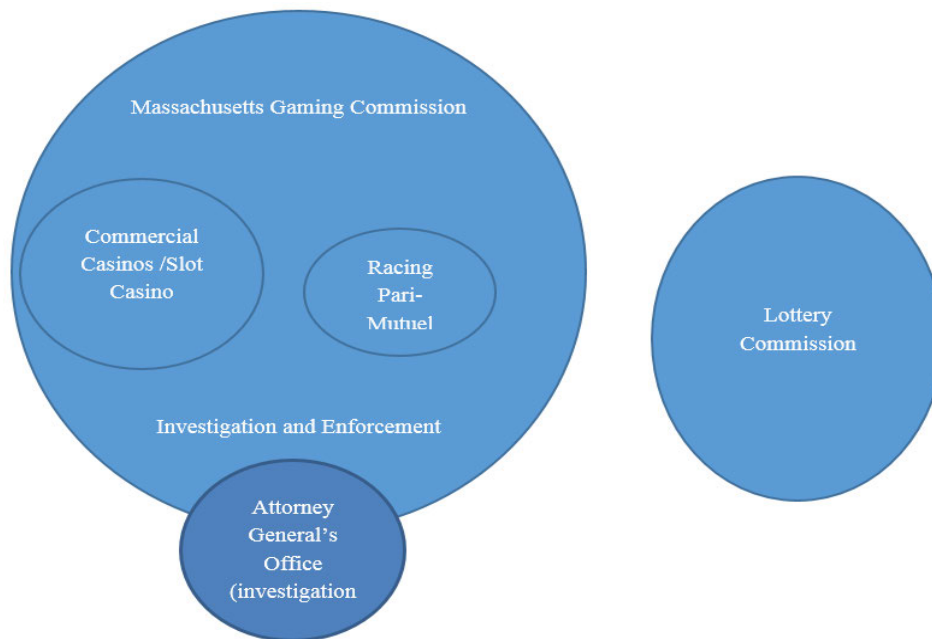 Massachusetts Gaming Commission
Commercial
Casinos /Slot
Casino
Racing
Pari-
Mutuel
Lottery
Commission
Investigation and Enforcement
Attorney
General’s
Office
(investigation